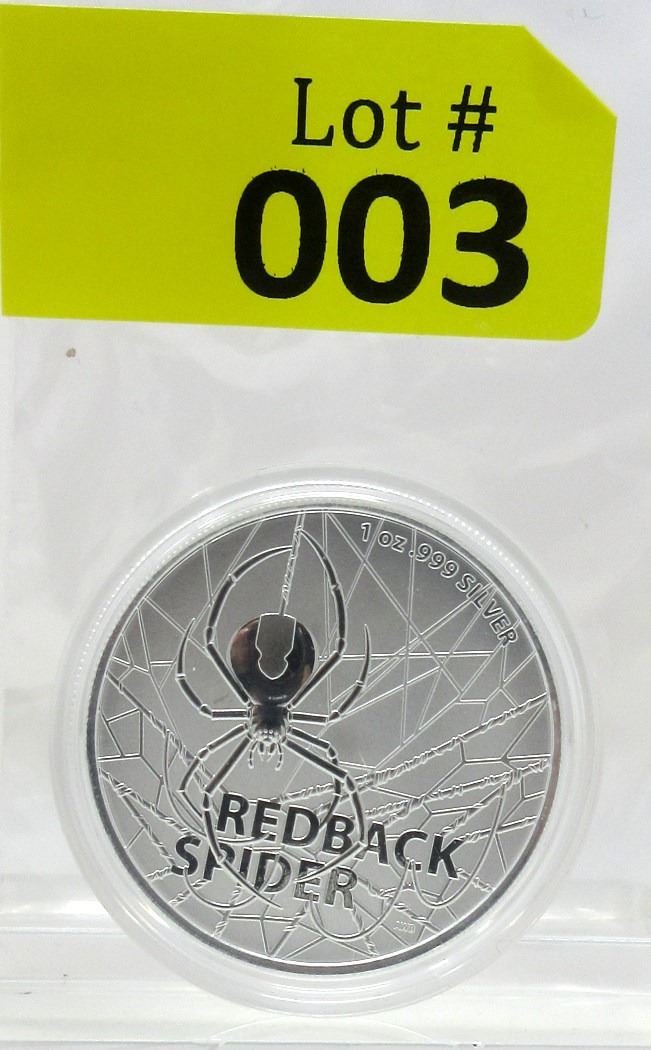 Lot #
003
1 oz .999 SILVER
REDBACK
SPIDER